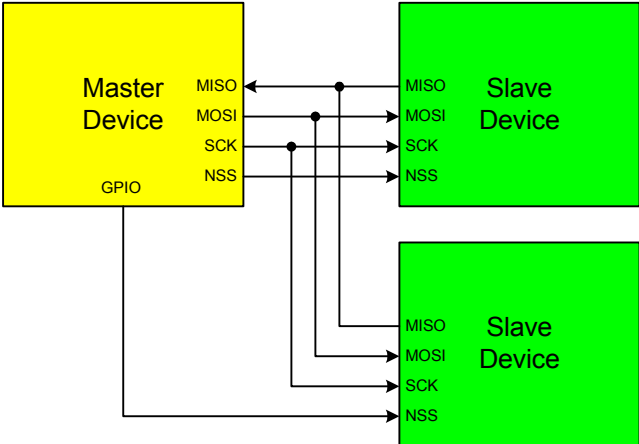 Master
Device
MISO
MOSI
SCK
NSS
GPIO
MISO
MOSI
SCK
NSS
Slave
Device
MISO
MOSI
SCK
NSS
Slave
Device